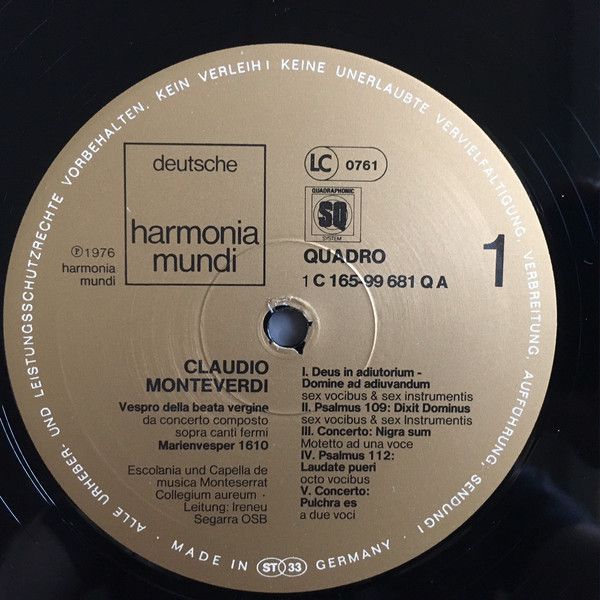 ALLE URHEBER- UND LEISTUNGSSCHUTZRECHTE VORBEHALTEN. KEIN VERLEIH! KEINE UNERLAUBTE VERVIELFÄLTIGUNG, VERBREITUNG, AUFFÜHRUNG, SENDUNG!
deutsche
harmonia
mundi
℗ 1976
harmonia
mundi
LC 0761
QUADRAPHONIC
SQ
SYSTEM
QUADRO
1 C 165-99 681 Q A
1
CLAUDIO
MONTEVERDI
Vespro della beata vergine
da concerto composto
sopra canti fermi
Marienvesper 1610
Escolania und Capella de
musica Monteserrat
Collegium aureum ·
Leitung: Ireneu
Segarra OSB
I. Deus in adiutorium -
Domine ad adiuvandum
sex vocibus & sex instrumentis
II. Psalmus 109: Dixit Dominus
sex vocibus & sex Instrumentis
III. Concerto: Nigra sum
Motetto ad una voce
IV. Psalmus 112:
Laudate pueri
octo vocibus
V. Concerto:
Pulchra es
a due voci
· MADE IN ST 33 GERMANY ·